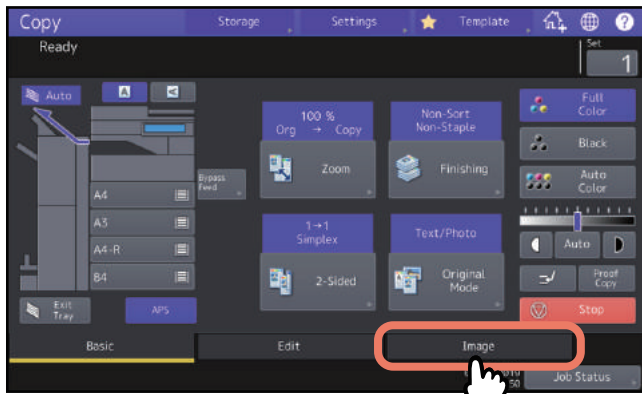 Copy
Storage
Settings
Template
?
Ready
Set
1
Auto
A
A
100 %
Org → Copy
Non-Sort
Non-Staple
Full
Color
Zoom
Finishing
Black
Bypass
Feed
Auto
Color
A4
A3
A4-R
B4
1→1
Simplex
Text/Photo
Auto
2-Sided
Original
Mode
Proof
Copy
Exit
Tray
APS
Stop
Basic
Edit
Image
Job Status